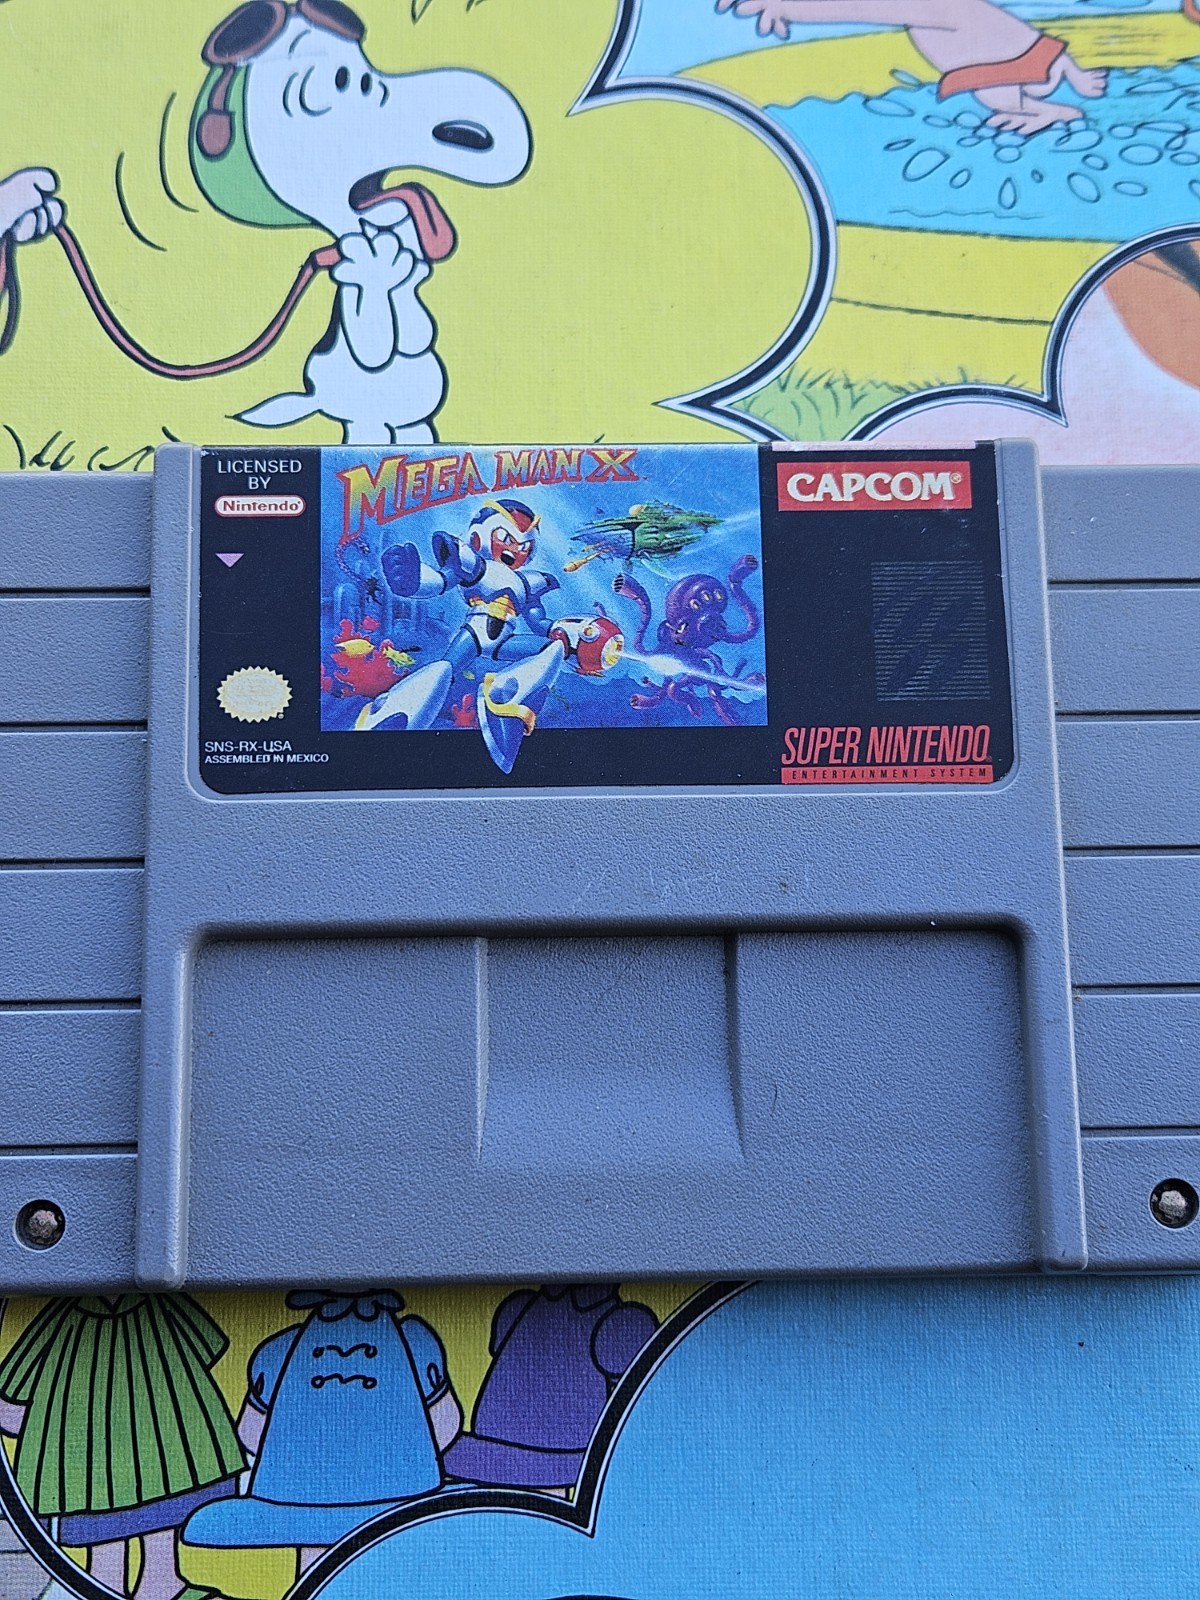 LICENSED
BY
Nintendo®
MEGA MAN X
CAPCOM®
SNS-RX-USA
ASSEMBLED IN MEXICO
SUPER NINTENDO
ENTERTAINMENT SYSTEM